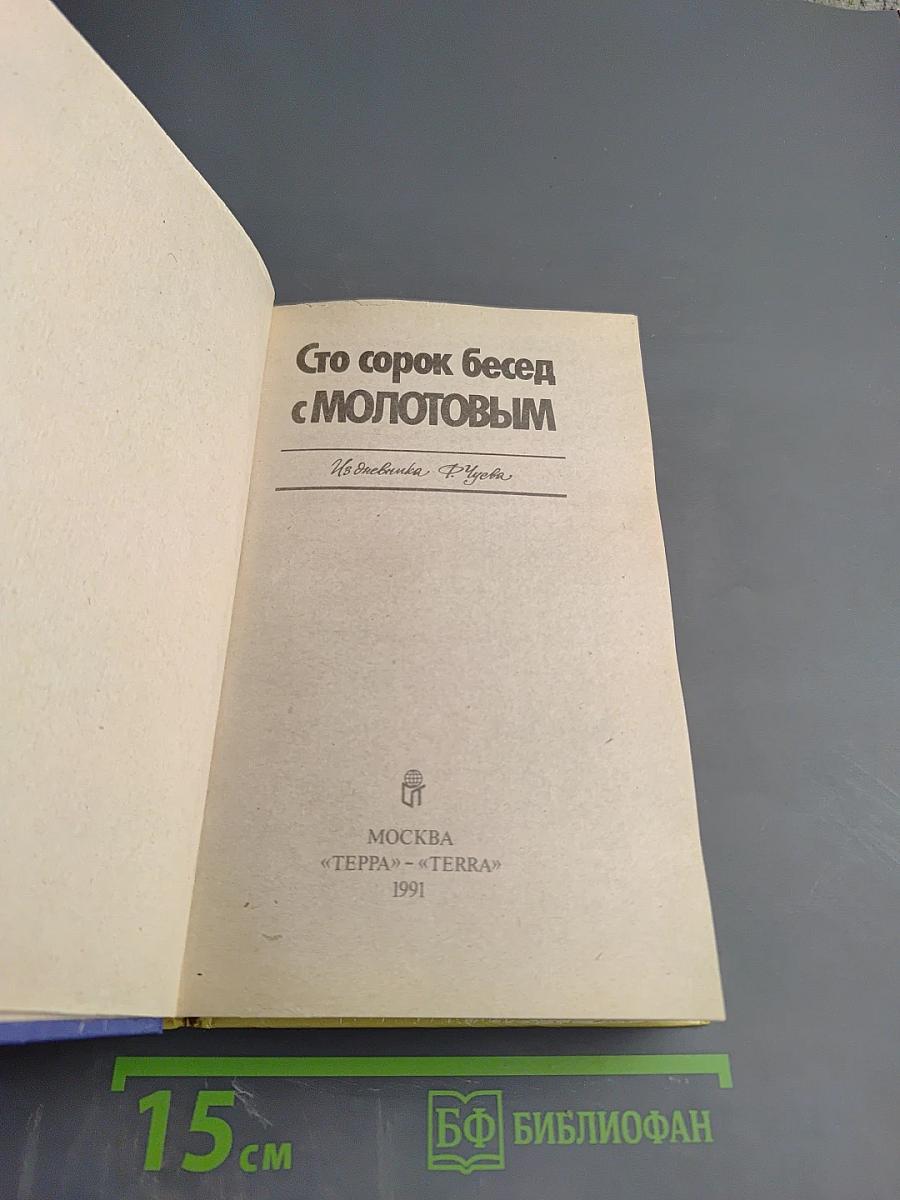 Сто сорок бесед
с МОЛОТОВЫМ
Из дневника Ф. Чуева
МОСКВА
«ТЕРРА» – «TERRA»
1991
15 см
БФ БИБЛИОФАН